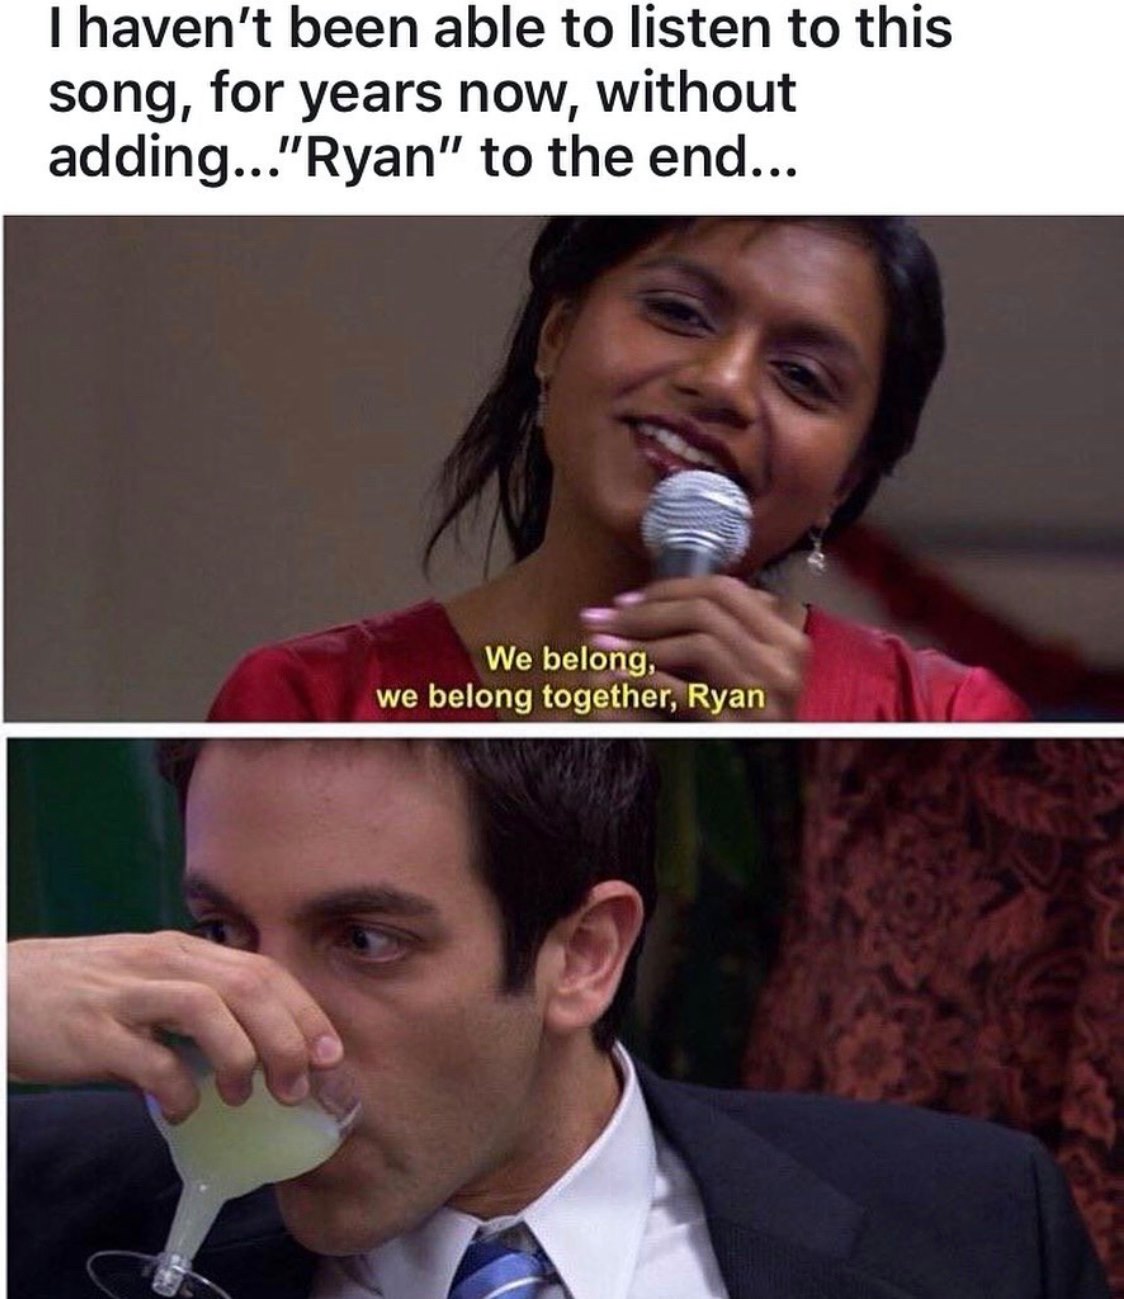 I haven’t been able to listen to this
song, for years now, without
adding...”Ryan” to the end...
We belong,
we belong together, Ryan